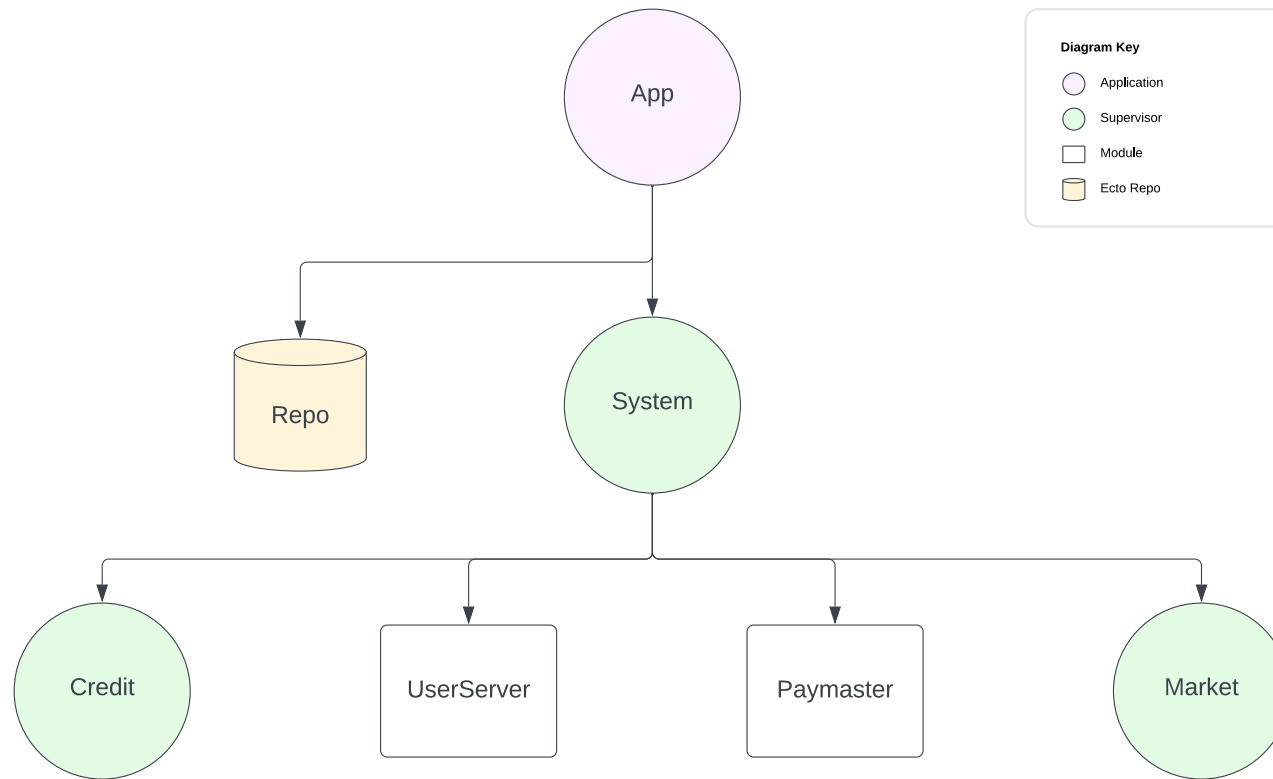 App
Diagram Key
Application
Supervisor
Module
Ecto Repo
System
Repo
Credit
UserServer
Paymaster
Market